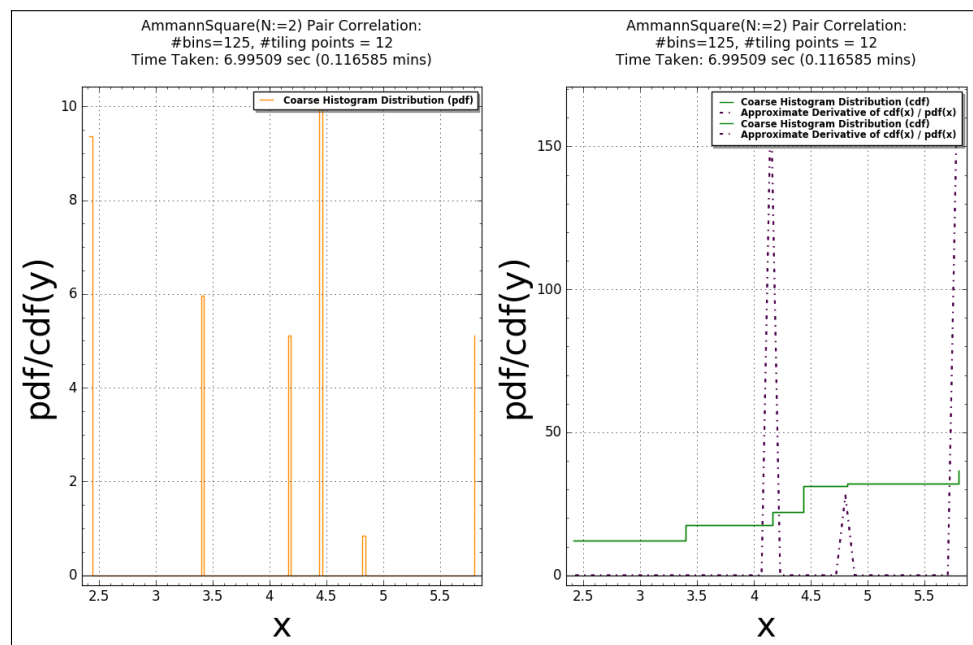 AmmannSquare(N:=2) Pair Correlation:
#bins=125, #tiling points = 12
Time Taken: 6.99509 sec (0.116585 mins)
Coarse Histogram Distribution (pdf)
10
8
6
4
2
0
pdf/cdf(y)
2.5 3 3.5 4 4.5 5 5.5
x
AmmannSquare(N:=2) Pair Correlation:
#bins=125, #tiling points = 12
Time Taken: 6.99509 sec (0.116585 mins)
Coarse Histogram Distribution (cdf)
Approximate Derivative of cdf(x) / pdf(x)
Coarse Histogram Distribution (cdf)
Approximate Derivative of cdf(x) / pdf(x)
150
100
50
0
pdf/cdf(y)
2.5 3 3.5 4 4.5 5 5.5
x